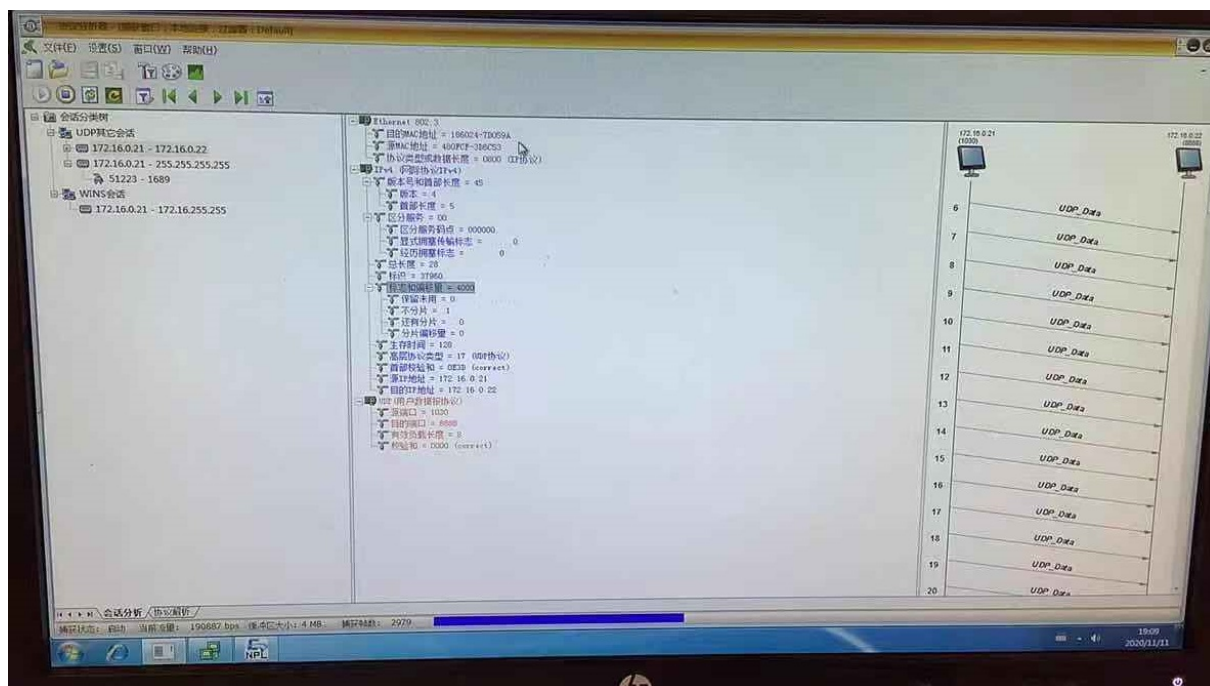 文件(F) 设置(S) 窗口(W) 帮助(H)
会话分类树
UDP其它会话
172.16.0.21 - 172.16.0.22
172.16.0.21 - 255.255.255.255
51223 - 1689
WINS会话
172.16.0.21 - 172.16.255.255
Ethernet 802.3
目的MAC地址 = 186024-7D059A
源MAC地址 =
协议类型或数据长度 = 0800 (IP协议)
IPv4 (网际协议IPv4)
版本号和首部长度 = 45
版本 = 4
首部长度 = 5
区分服务 = 00
区分服务码点 = 000000
显式拥塞传输标志 = 0
经历拥塞标志 = 0
总长度 = 28
标识 = 37960
标志和偏移量 = 4000
保留未用 = 0
不分片 = 1
还有分片 = 0
分片偏移量 = 0
生存时间 = 128
高层协议类型 = 17 (UDP协议)
首部校验和 = 0E3D (correct)
源IP地址 = 172.16.0.21
目的IP地址 = 172.16.0.22
UDP (用户数据报协议)
源端口 =
目的端口 =
有效负载长度 =
校验和 = 0000 (correct)
172.16.0.21
172.16.0.22
6 UDP_Data
7 UDP_Data
8 UDP_Data
9 UDP_Data
10 UDP_Data
11 UDP_Data
12 UDP_Data
13 UDP_Data
14 UDP_Data
15 UDP_Data
16 UDP_Data
17 UDP_Data
18 UDP_Data
19 UDP_Data
20 UDP_Data
会话分析 协议解析
捕获状态: 启动 当前流量: 190887 bps 缓冲区大小: 4 MB 捕获帧数: 2979
NPL
19:09
2020/11/11
hp